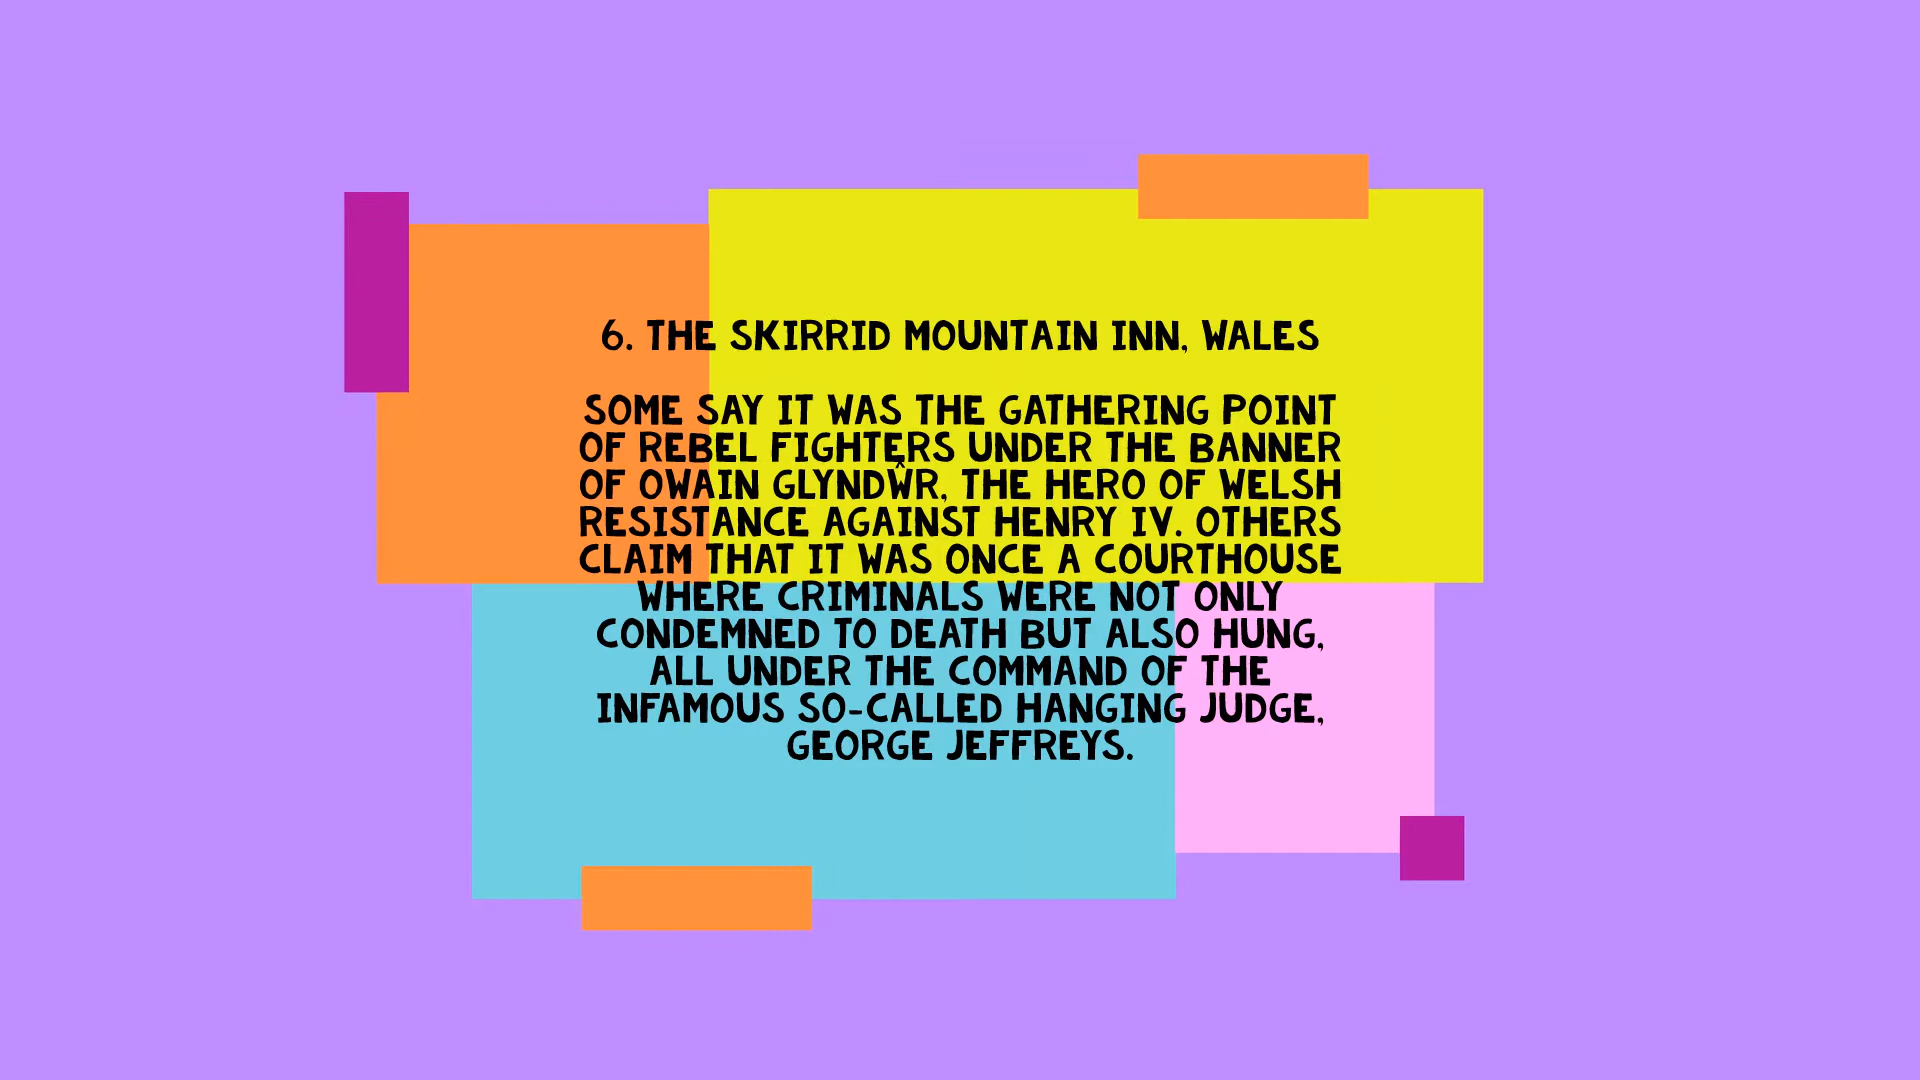 6. THE SKIRRID MOUNTAIN INN, WALES
SOME SAY IT WAS THE GATHERING POINT
OF REBEL FIGHTERS UNDER THE BANNER
OF OWAIN GLYNDŴR, THE HERO OF WELSH
RESISTANCE AGAINST HENRY IV. OTHERS
CLAIM THAT IT WAS ONCE A COURTHOUSE
WHERE CRIMINALS WERE NOT ONLY
CONDEMNED TO DEATH BUT ALSO HUNG,
ALL UNDER THE COMMAND OF THE
INFAMOUS SO-CALLED HANGING JUDGE,
GEORGE JEFFREYS.